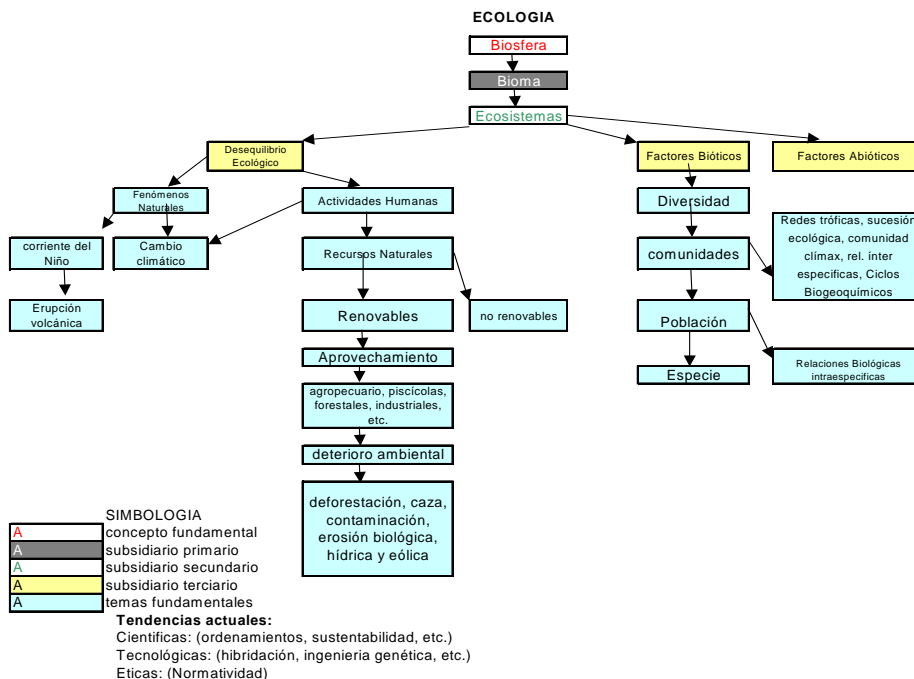 ECOLOGIA
Biosfera
Bioma
Ecosistemas
Desequilibrio
Ecológico
Factores Bióticos
Factores Abióticos
Fenómenos
Naturales
Actividades Humanas
Diversidad
corriente del
Niño
Cambio
climático
Recursos Naturales
comunidades
Redes tróficas, sucesión
ecológica, comunidad
clímax, rel. ínter
especificas, Ciclos
Biogeoquímicos
Erupción
volcánica
Renovables
no renovables
Población
Aprovechamiento
Especie
Relaciones Biológicas
intraespecificas
agropecuario, piscícolas,
forestales, industriales,
etc.
deterioro ambiental
deforestación, caza,
contaminación,
erosión biológica,
hídrica y eólica
SIMBOLOGIA
A concepto fundamental
A subsidiario primario
A subsidiario secundario
A subsidiario terciario
A temas fundamentales
Tendencias actuales:
Científicas: (ordenamientos, sustentabilidad, etc.)
Tecnológicas: (hibridación, ingenieria genética, etc.)
Eticas: (Normatividad)